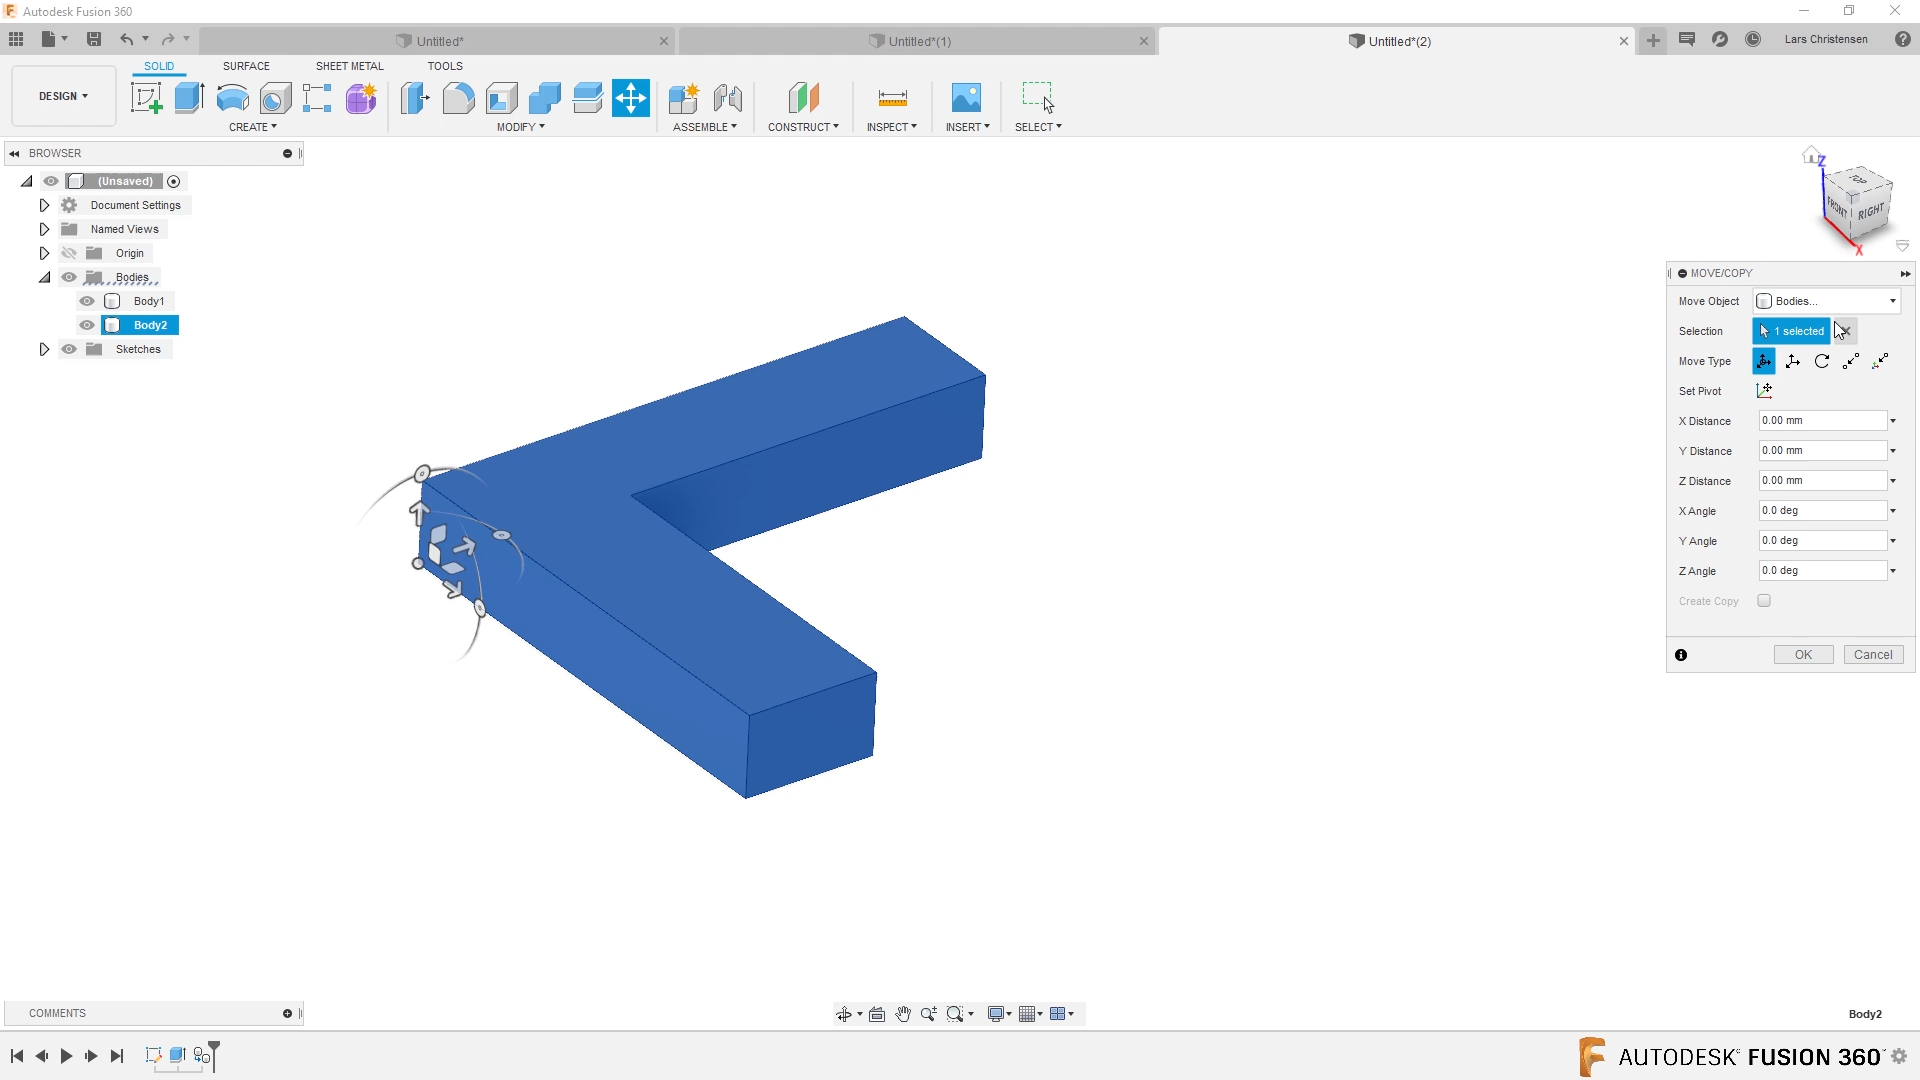 Autodesk Fusion 360
Untitled*
Untitled*(1)
Untitled*(2)
Lars Christensen
DESIGN
SOLID
SURFACE
SHEET METAL
TOOLS
CREATE
MODIFY
ASSEMBLE
CONSTRUCT
INSPECT
INSERT
SELECT
BROWSER
(Unsaved)
Document Settings
Named Views
Origin
Bodies
Body1
Body2
Sketches
Z
TOP
FRONT
RIGHT
X
MOVE/COPY
Move Object
Bodies...
Selection
1 selected
Move Type
Set Pivot
X Distance
0.00 mm
Y Distance
0.00 mm
Z Distance
0.00 mm
X Angle
0.0 deg
Y Angle
0.0 deg
Z Angle
0.0 deg
Create Copy
OK
Cancel
COMMENTS
Body2
AUTODESK FUSION 360